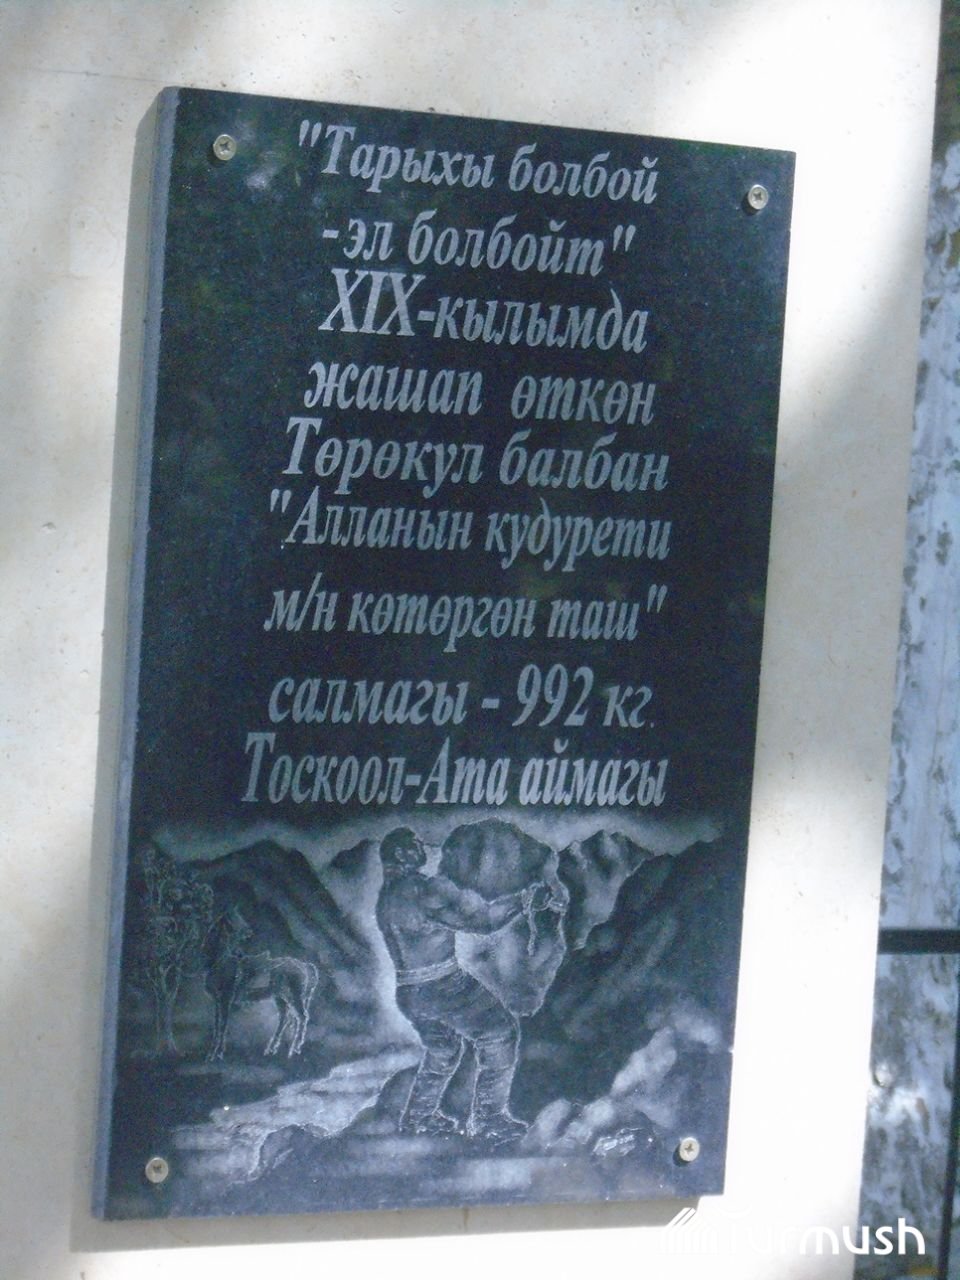 "Тарыхы болбой
-эл болбойт"
XIX-кылымда
жашап өткөн
Төрөкул балбан
"Алланын кудурети
м/н көтөргөн таш"
салмагы - 992 кг.
Тоскоол-Ата аймагы
Turmush